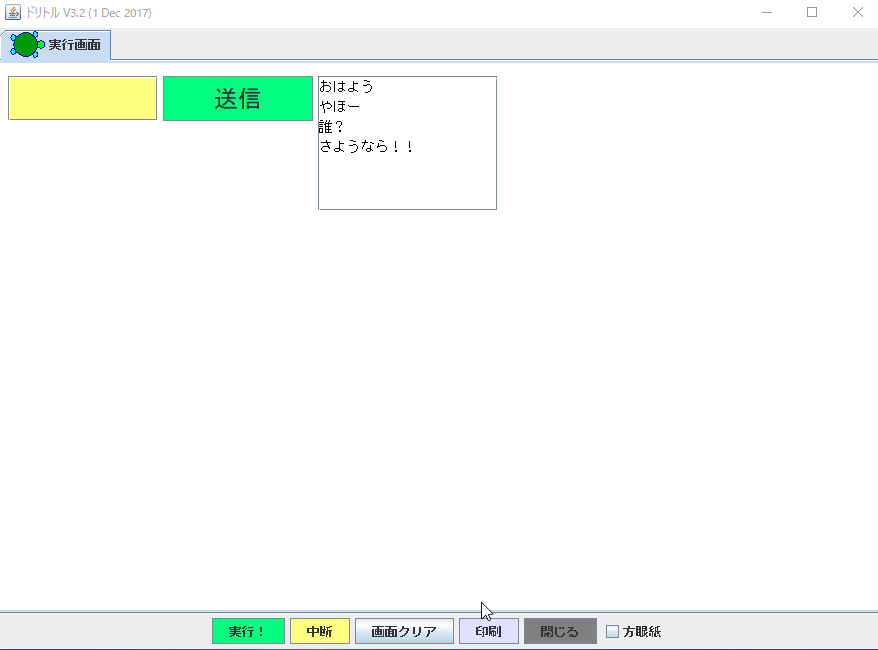 ドリトル V3.2 (1 Dec 2017)
実行画面
送信
おはよう
やほー
誰？
さようなら！！
実行！ 中断 画面クリア 印刷 閉じる 方眼紙